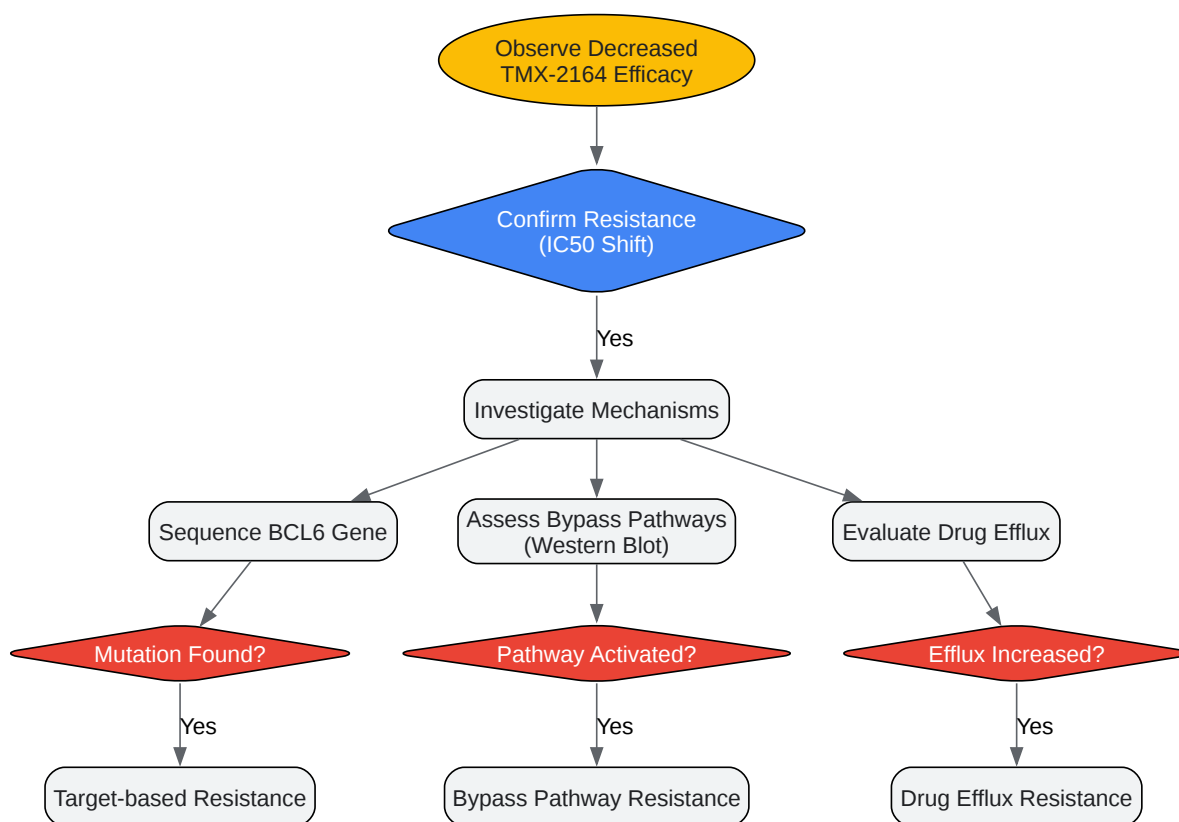 Observe Decreased
TMX-2164 Efficacy
Confirm Resistance
(IC50 Shift)
Yes
Investigate Mechanisms
Sequence BCL6 Gene
Assess Bypass Pathways
(Western Blot)
Evaluate Drug Efflux
Mutation Found?
Pathway Activated?
Efflux Increased?
Yes
Yes
Yes
Target-based Resistance
Bypass Pathway Resistance
Drug Efflux Resistance